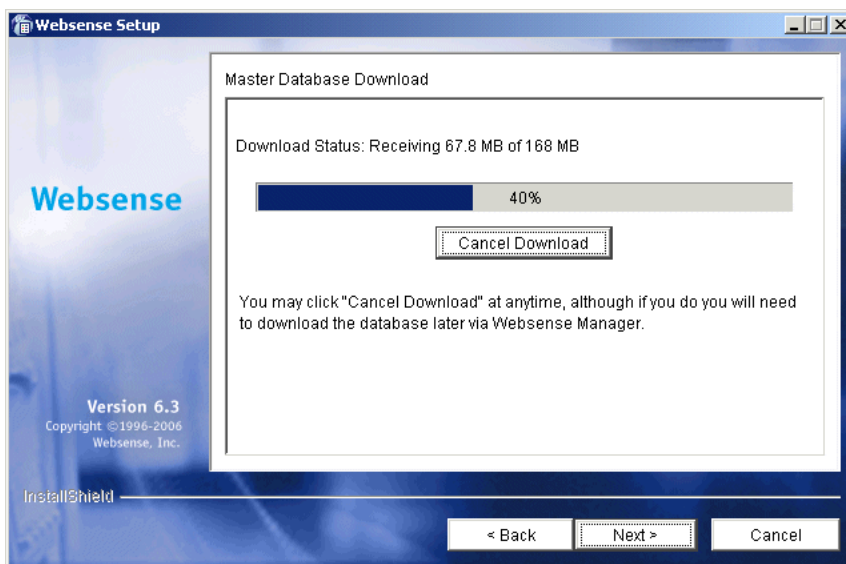 Websense Setup
Master Database Download
Download Status: Receiving 67.8 MB of 168 MB
40%
Cancel Download
You may click "Cancel Download" at anytime, although if you do you will need
to download the database later via Websense Manager.
Websense
Version 6.3
Copyright ©1996-2006
Websense, Inc.
InstallShield
< Back
Next >
Cancel